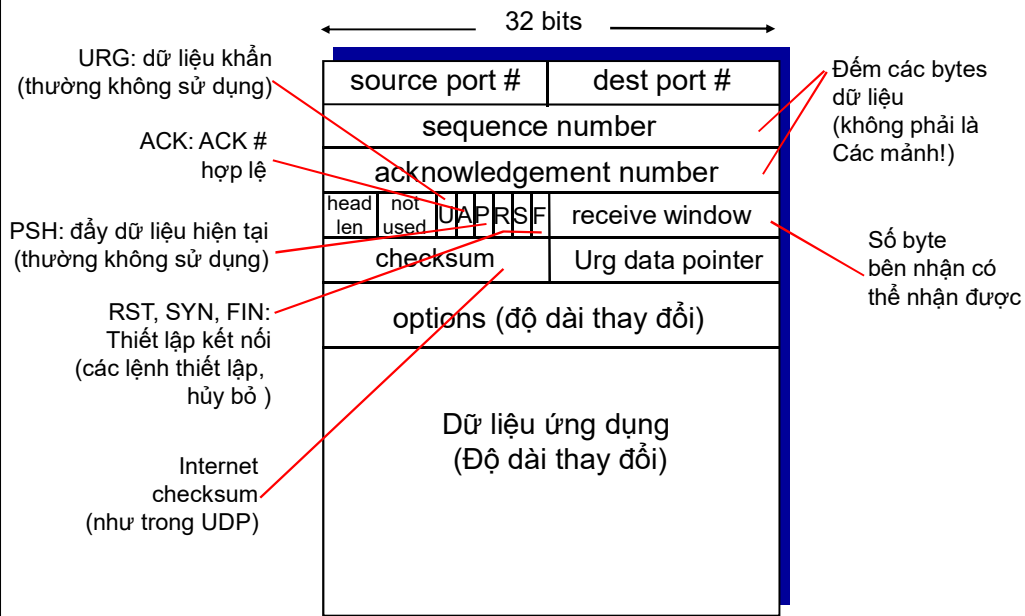 32 bits
URG: dữ liệu khẩn
(thường không sử dụng)
ACK: ACK #
hợp lệ
PSH: đẩy dữ liệu hiện tại
(thường không sử dụng)
RST, SYN, FIN:
Thiết lập kết nối
(các lệnh thiết lập,
hủy bỏ )
Internet
checksum
(như trong UDP)
source port #
dest port #
sequence number
acknowledgement number
head
len
not
used
U A P R S F
receive window
checksum
Urg data pointer
options (độ dài thay đổi)
Dữ liệu ứng dụng
(Độ dài thay đổi)
Đếm các bytes
dữ liệu
(không phải là
Các mảnh!)
Số byte
bên nhận có
thể nhận được